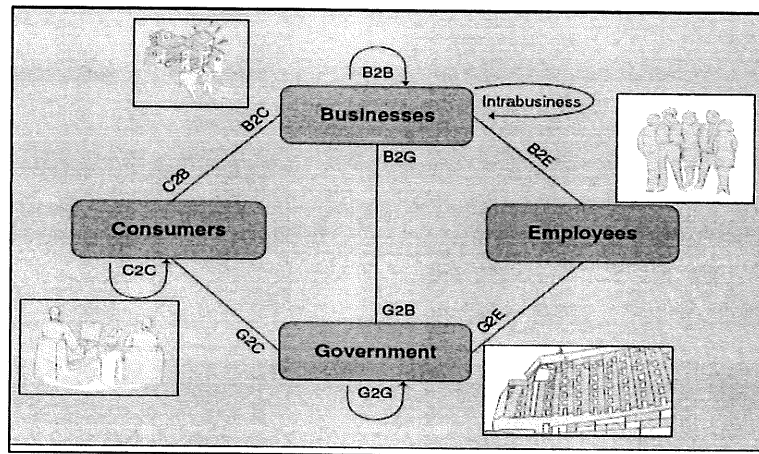 B2B
Intrabusiness
Businesses
B2C
B2G
B2E
C2B
Consumers
Employees
C2C
G2B
G2C
G2E
Government
G2G